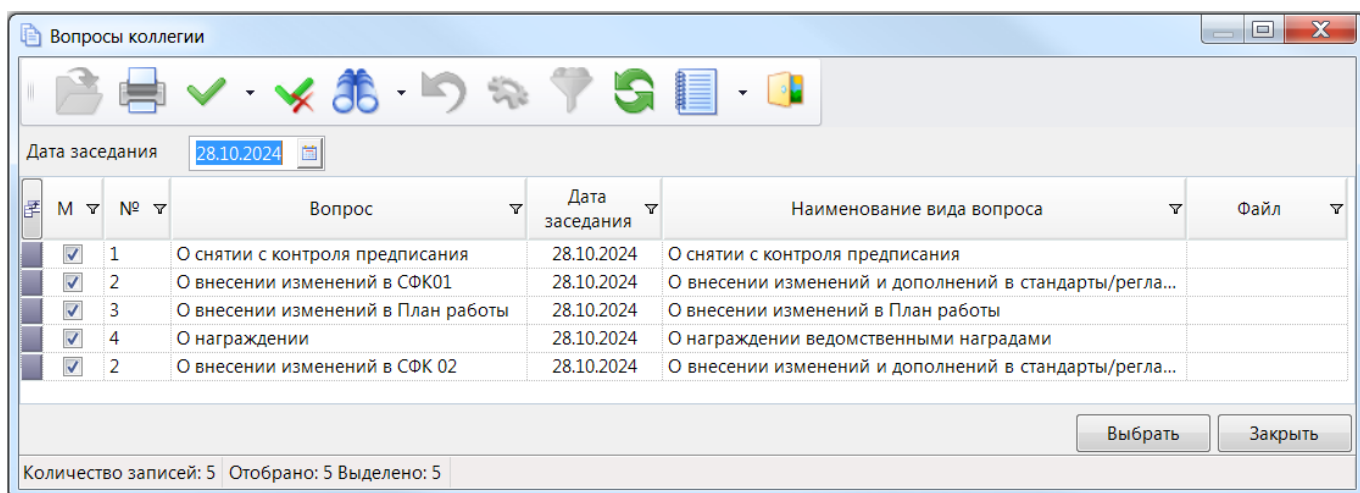 Вопросы коллегии
Дата заседания 28.10.2024
М № Вопрос Дата заседания Наименование вида вопроса Файл
1 О снятии с контроля предписания 28.10.2024 О снятии с контроля предписания
2 О внесении изменений в СФК01 28.10.2024 О внесении изменений и дополнений в стандарты/регла...
3 О внесении изменений в План работы 28.10.2024 О внесении изменений в План работы
4 О награждении 28.10.2024 О награждении ведомственными наградами
2 О внесении изменений в СФК 02 28.10.2024 О внесении изменений и дополнений в стандарты/регла...
Выбрать Закрыть
Количество записей: 5 Отобрано: 5 Выделено: 5